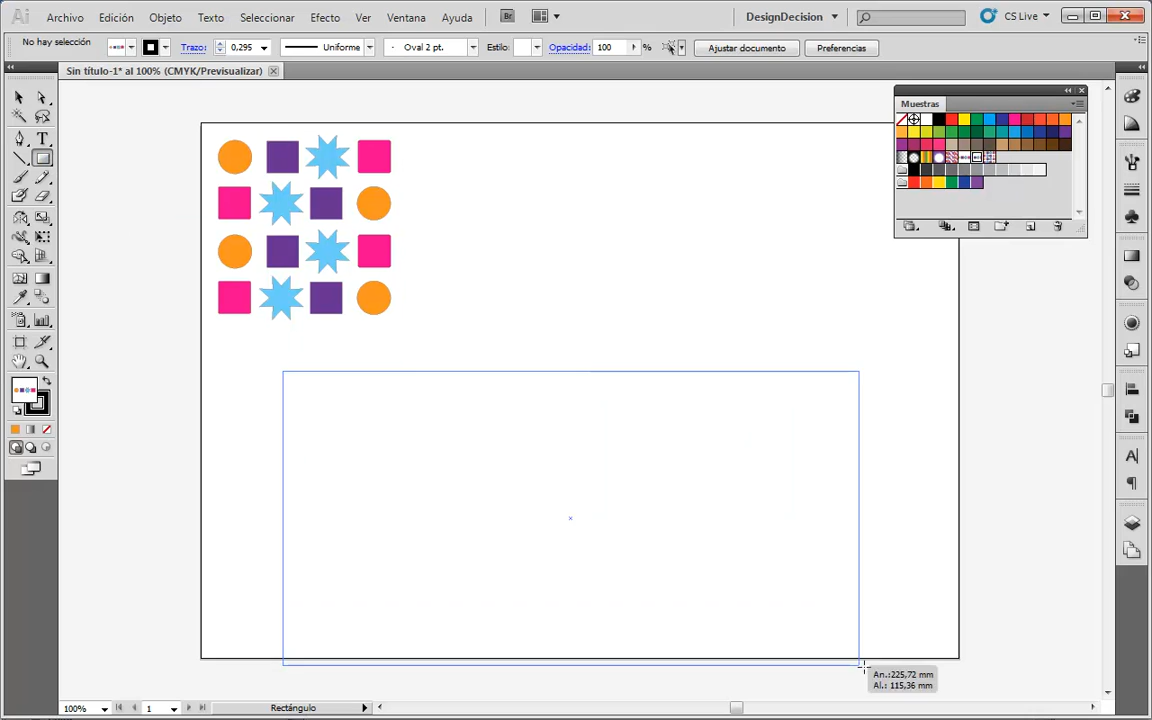 Ai Archivo Edición Objeto Texto Seleccionar Efecto Ver Ventana Ayuda Br DesignDecision CS Live
No hay selección Trazo: 0,295 Uniforme Oval 2 pt. Estilo: Opacidad: 100 % Ajustar documento Preferencias
Sin título-1* al 100% (CMYK/Previsualizar)
Muestras
An.:225,72 mm
Al.: 115,36 mm
100% 1 Rectángulo